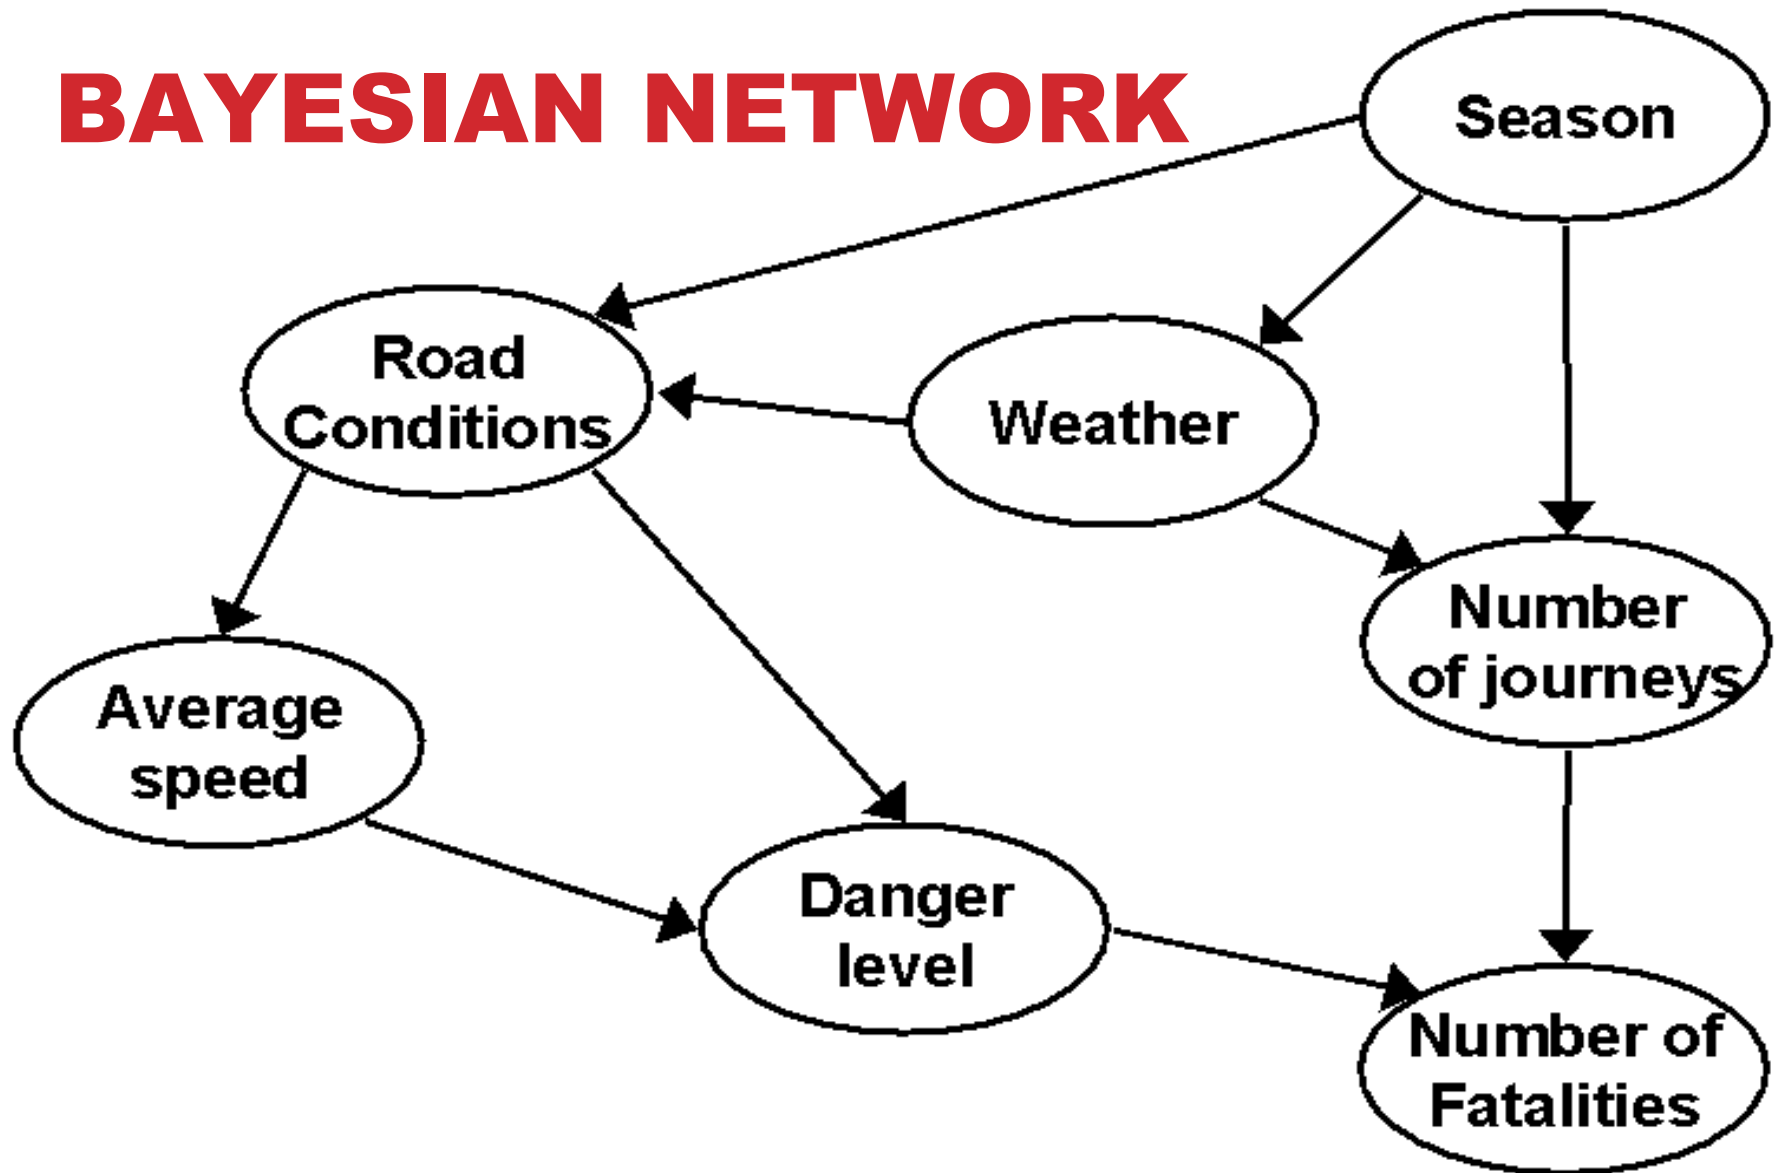 BAYESIAN NETWORK
Season
Road
Conditions
Weather
Number
of journeys
Average
speed
Danger
level
Number of
Fatalities